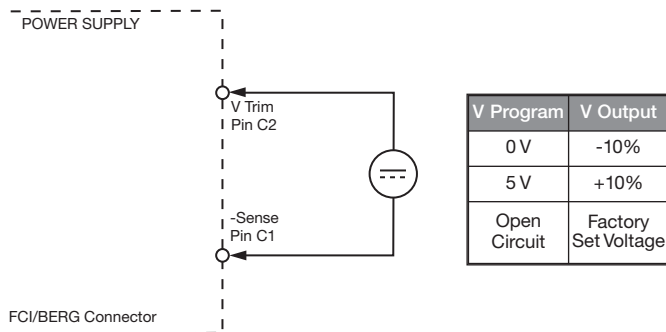 POWER SUPPLY
V Trim
Pin C2
-Sense
Pin C1
FCI/BERG Connector
V Program V Output
0 V -10%
5 V +10%
Open Circuit Factory Set Voltage